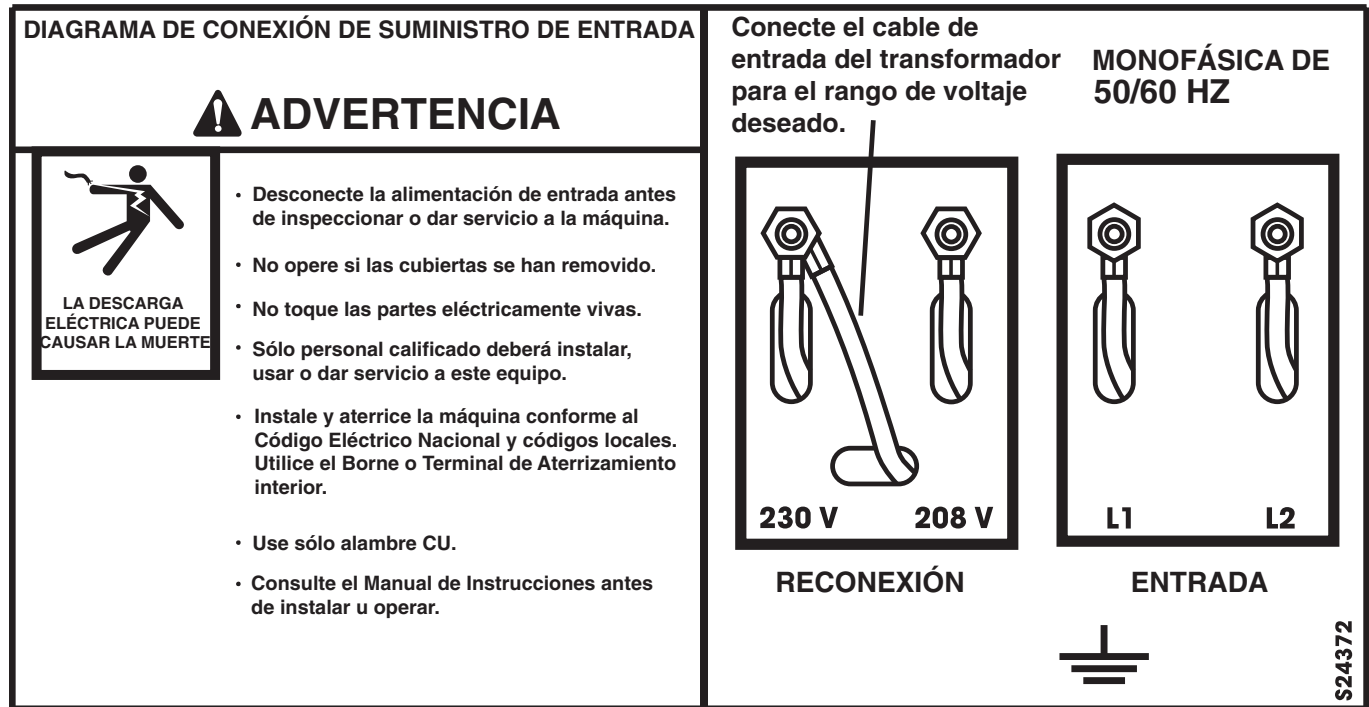 DIAGRAMA DE CONEXIÓN DE SUMINISTRO DE ENTRADA
ADVERTENCIA
LA DESCARGA
ELÉCTRICA PUEDE
CAUSAR LA MUERTE
• Desconecte la alimentación de entrada antes
de inspeccionar o dar servicio a la máquina.
• No opere si las cubiertas se han removido.
• No toque las partes eléctricamente vivas.
• Sólo personal calificado deberá instalar,
usar o dar servicio a este equipo.
• Instale y aterrice la máquina conforme al
Código Eléctrico Nacional y códigos locales.
Utilice el Borne o Terminal de Aterrizamiento
interior.
• Use sólo alambre CU.
• Consulte el Manual de Instrucciones antes
de instalar u operar.
Conecte el cable de
entrada del transformador
para el rango de voltaje
deseado.
MONOFÁSICA DE
50/60 HZ
230 V 208 V
RECONEXIÓN
L1 L2
ENTRADA
S24372